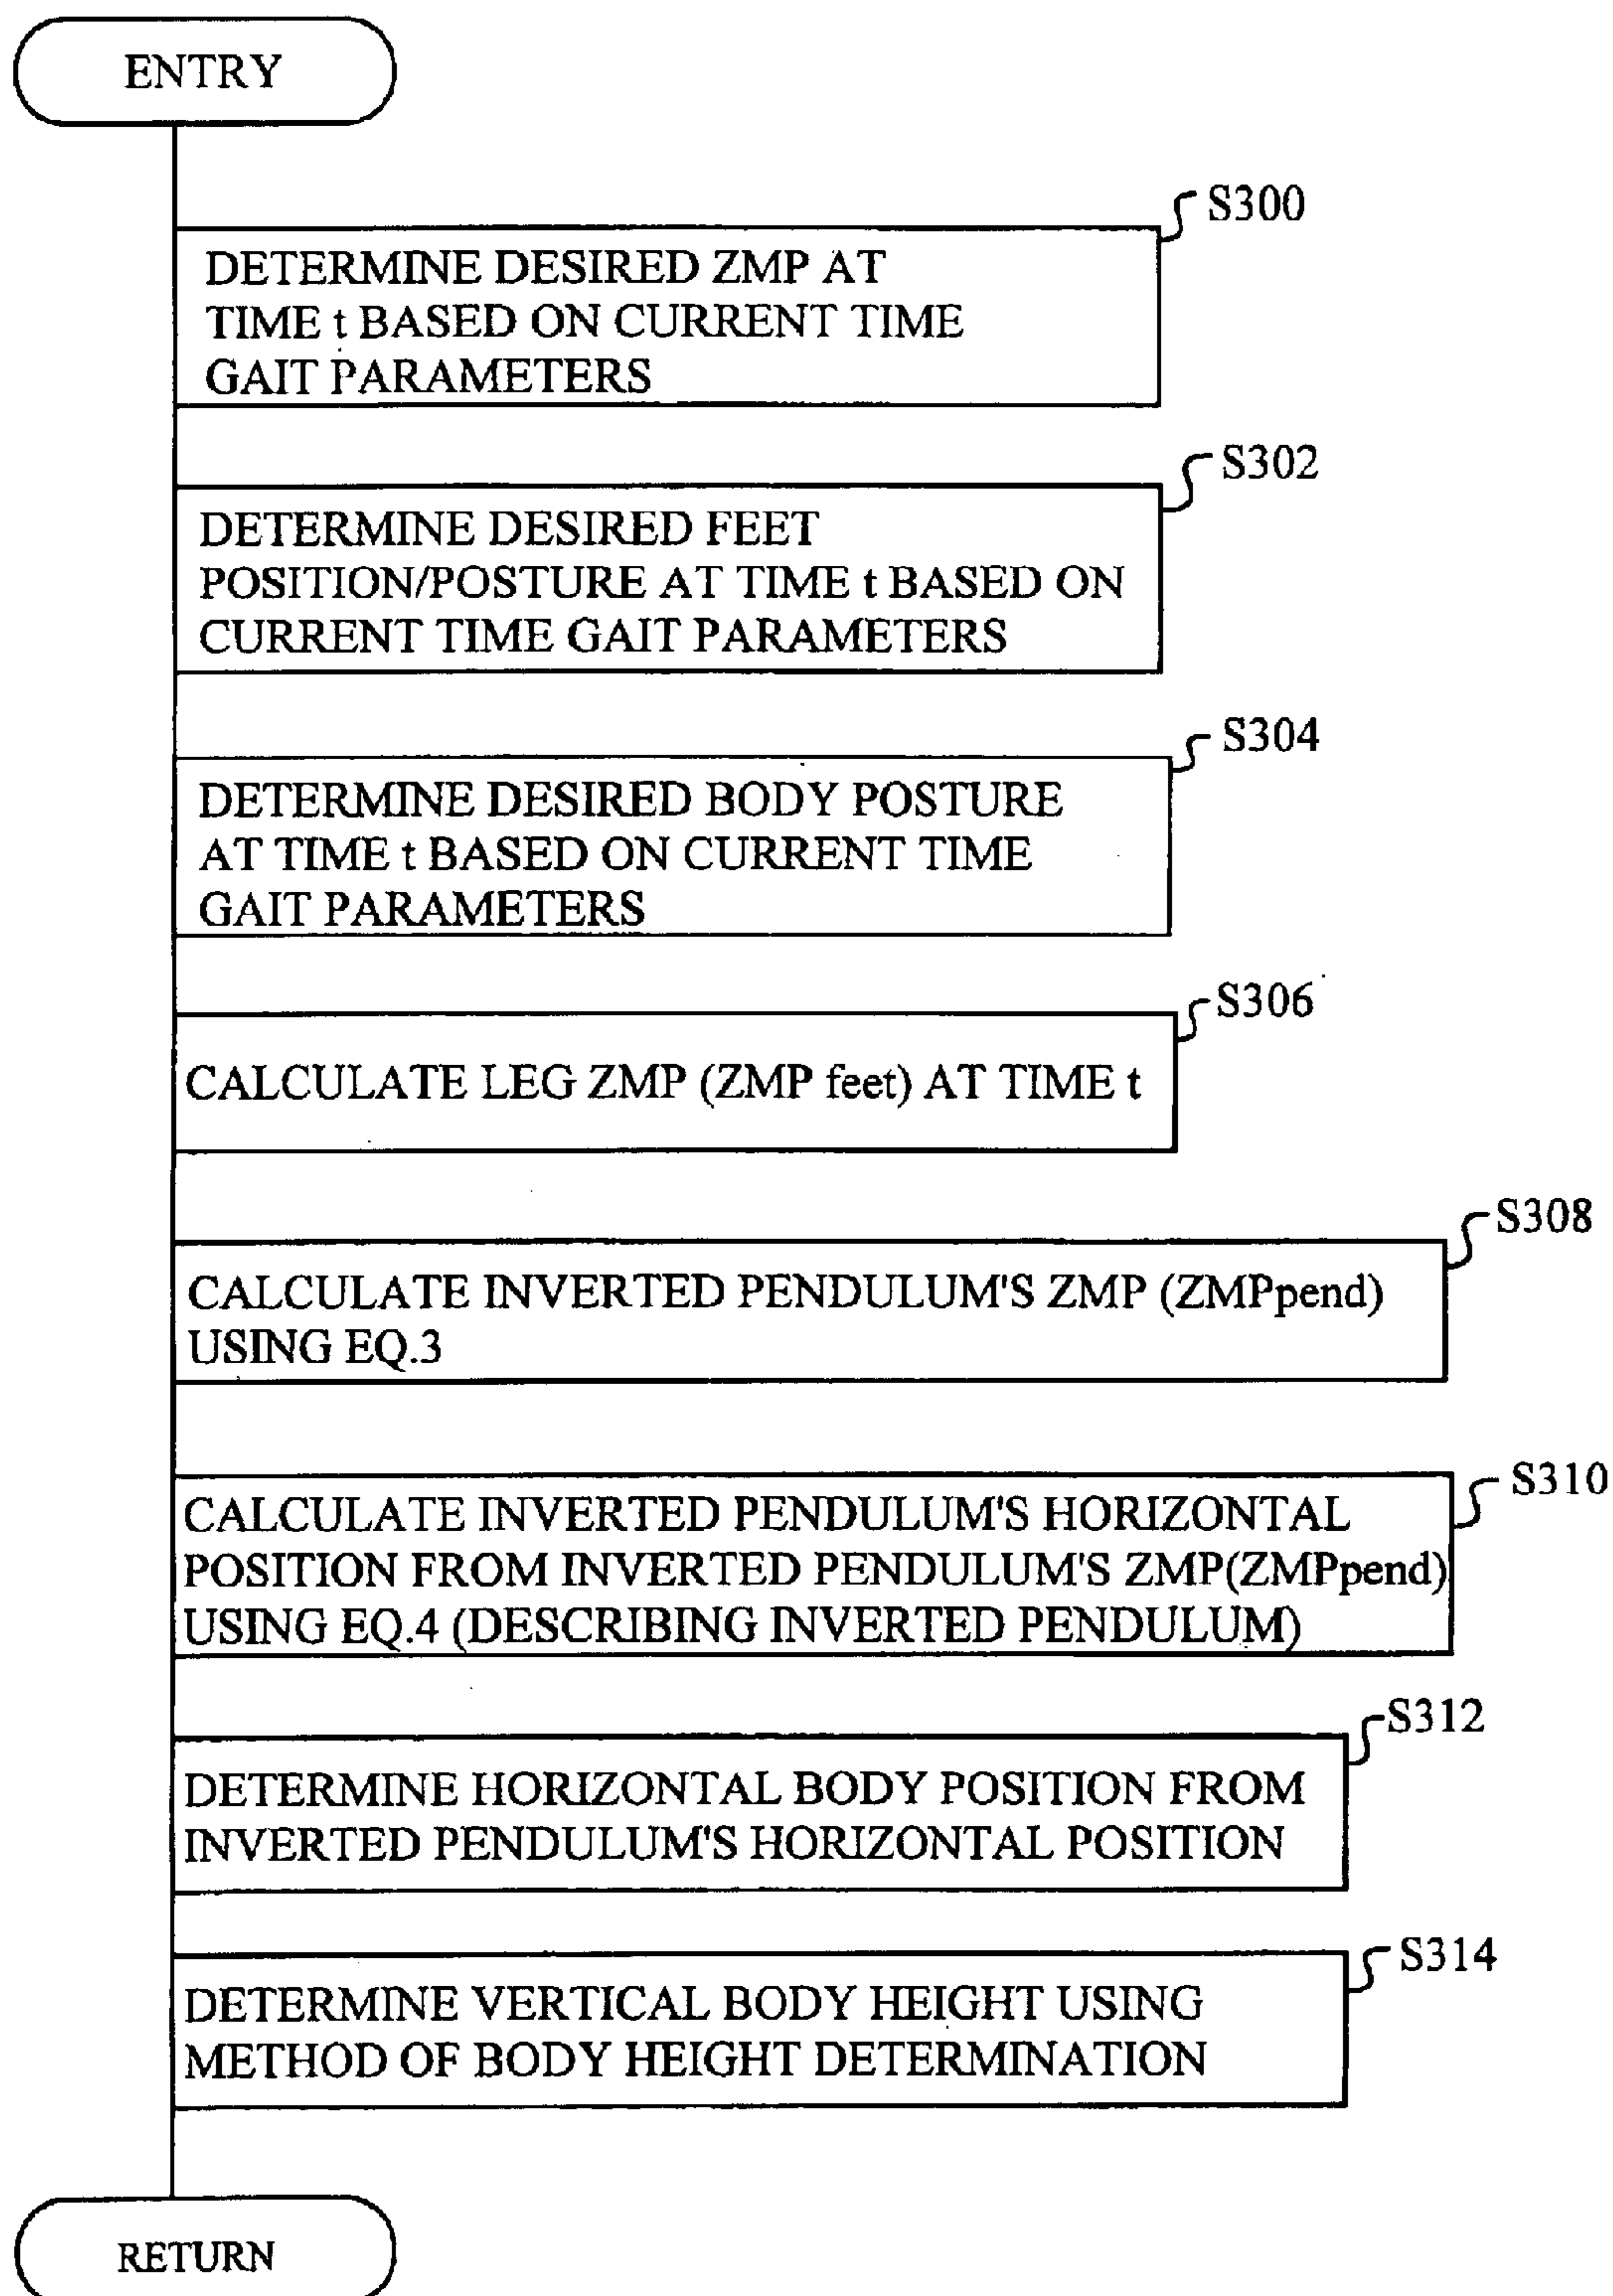 ENTRY
S300
DETERMINE DESIRED ZMP AT
TIME t BASED ON CURRENT TIME
GAIT PARAMETERS
S302
DETERMINE DESIRED FEET
POSITION/POSTURE AT TIME t BASED ON
CURRENT TIME GAIT PARAMETERS
S304
DETERMINE DESIRED BODY POSTURE
AT TIME t BASED ON CURRENT TIME
GAIT PARAMETERS
S306
CALCULATE LEG ZMP (ZMP feet) AT TIME t
S308
CALCULATE INVERTED PENDULUM'S ZMP (ZMPpend)
USING EQ.3
S310
CALCULATE INVERTED PENDULUM'S HORIZONTAL
POSITION FROM INVERTED PENDULUM'S ZMP(ZMPpend)
USING EQ.4 (DESCRIBING INVERTED PENDULUM)
S312
DETERMINE HORIZONTAL BODY POSITION FROM
INVERTED PENDULUM'S HORIZONTAL POSITION
S314
DETERMINE VERTICAL BODY HEIGHT USING
METHOD OF BODY HEIGHT DETERMINATION
RETURN